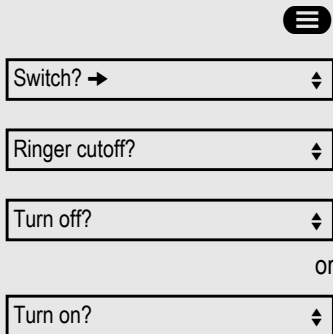 Switch? ➔
Ringer cutoff?
Turn off?
or
Turn on?